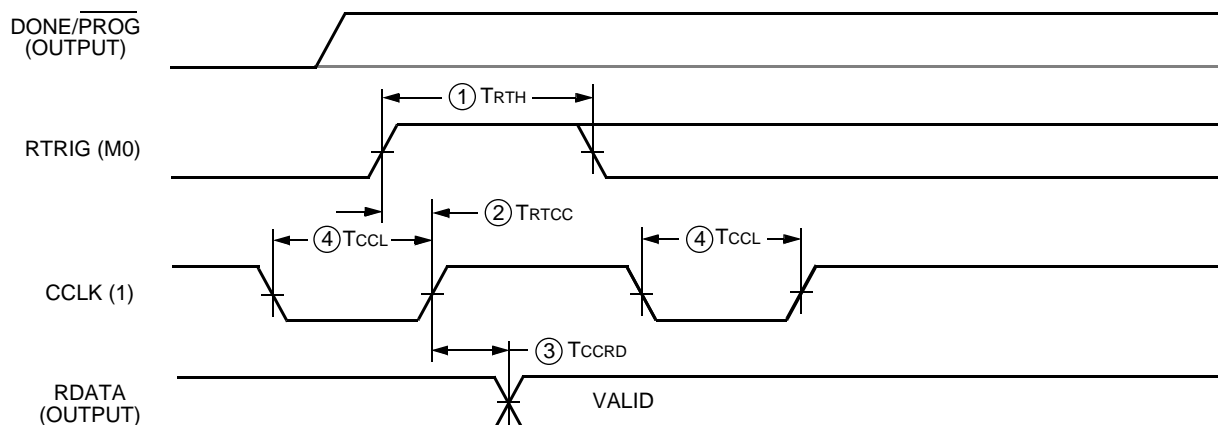 DONE/PROG
(OUTPUT)
① TRTH
RTRIG (M0)
② TRTCC
④ TCCL
④ TCCL
CCLK (1)
③ TCCRD
RDATA
(OUTPUT)
VALID